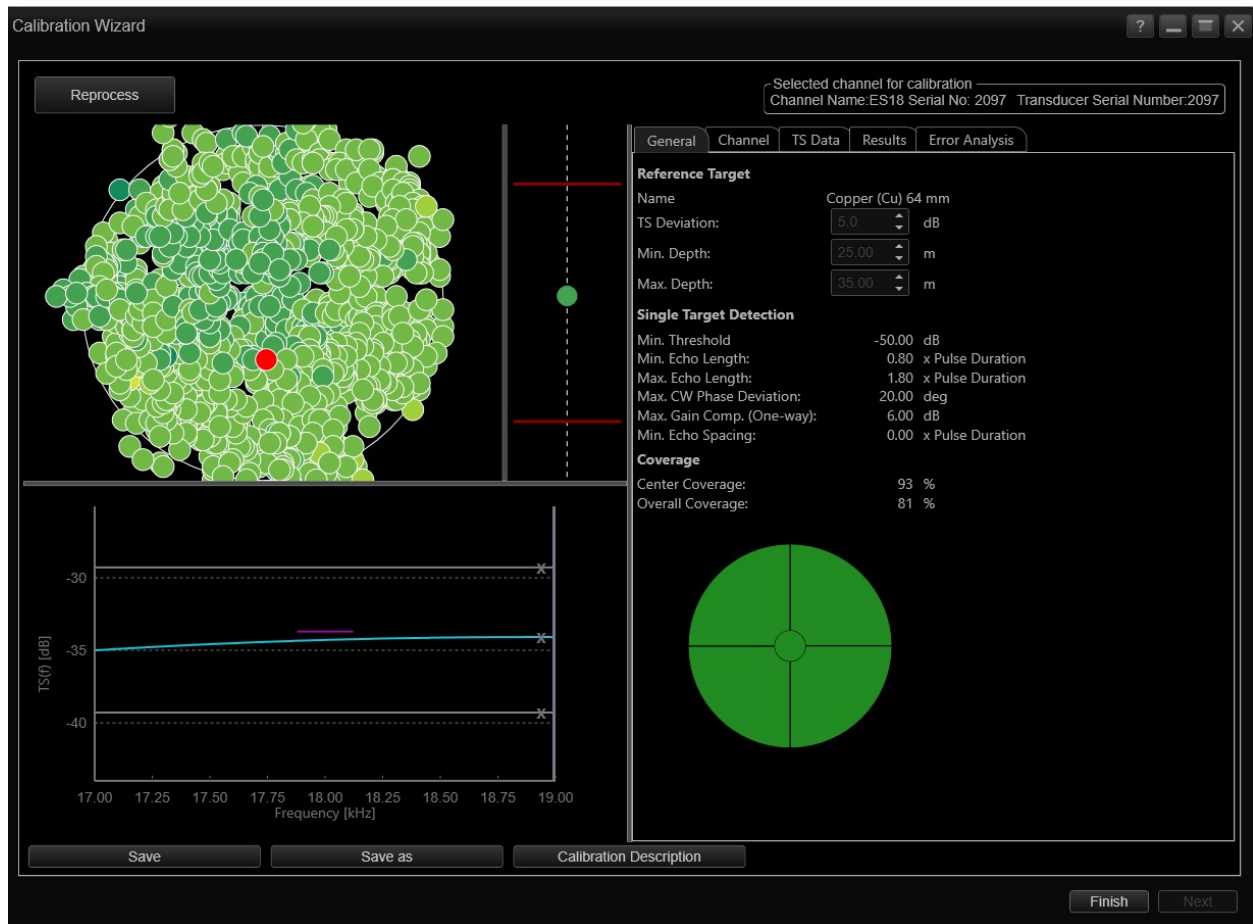 Calibration Wizard
?
Reprocess
Selected channel for calibration
Channel Name:ES18 Serial No: 2097 Transducer Serial Number:2097
General Channel TS Data Results Error Analysis
Reference Target
Name Copper (Cu) 64 mm
TS Deviation: 5.0 dB
Min. Depth: 25.00 m
Max. Depth: 35.00 m
Single Target Detection
Min. Threshold -50.00 dB
Min. Echo Length: 0.80 x Pulse Duration
Max. Echo Length: 1.80 x Pulse Duration
Max. CW Phase Deviation: 20.00 deg
Max. Gain Comp. (One-way): 6.00 dB
Min. Echo Spacing: 0.00 x Pulse Duration
Coverage
Center Coverage: 93 %
Overall Coverage: 81 %
TS(f) [dB]
x
-30
x
-35
x
-40
17.00 17.25 17.50 17.75 18.00 18.25 18.50 18.75 19.00
Frequency [kHz]
Save Save as Calibration Description
Finish Next